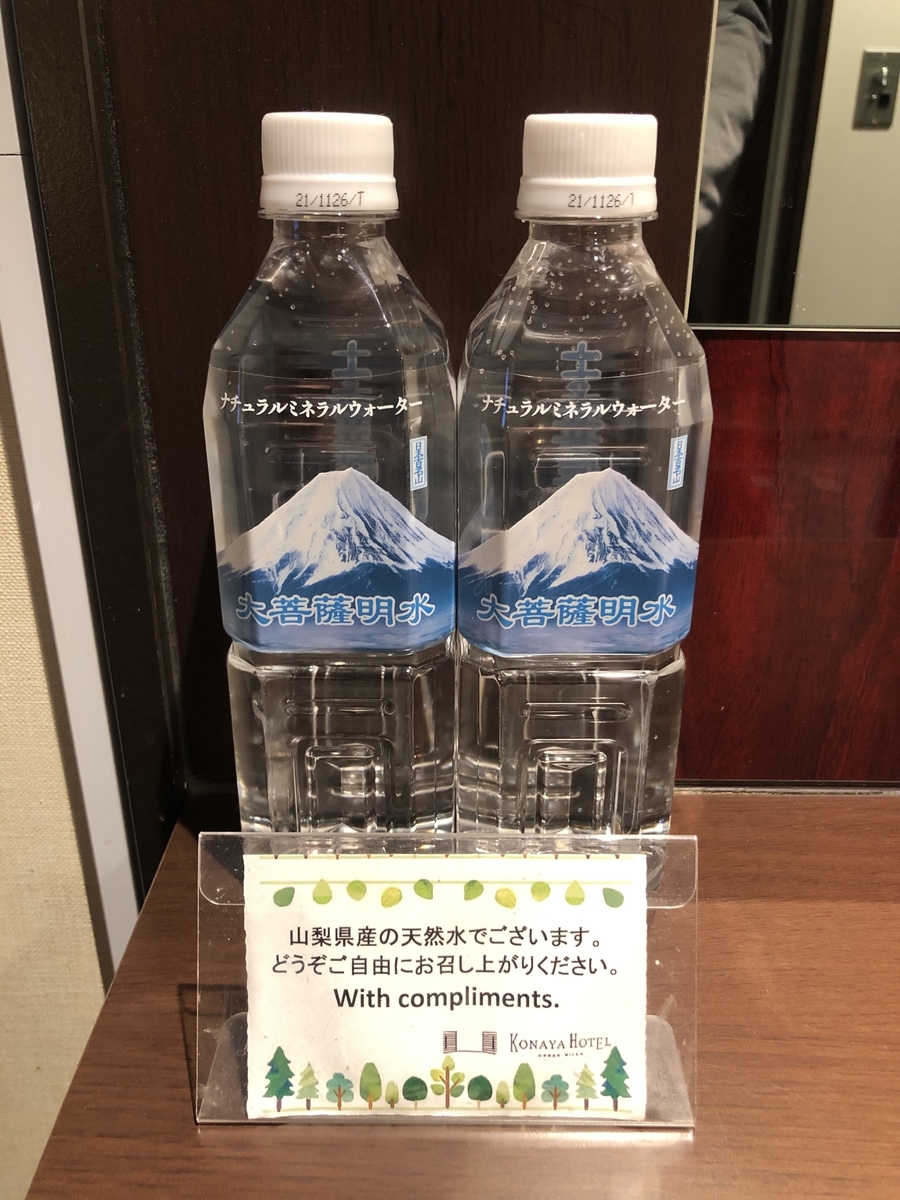 21/1126/T
21/1126/
ナチュラルミネラルウォーター
ナチュラルミネラルウォーター
日本百名山
日本百名山
大菩薩明水
大菩薩明水
山梨県産の天然水でございます。
どうぞご自由にお召し上がりください。
With compliments.
KONAYA HOTEL